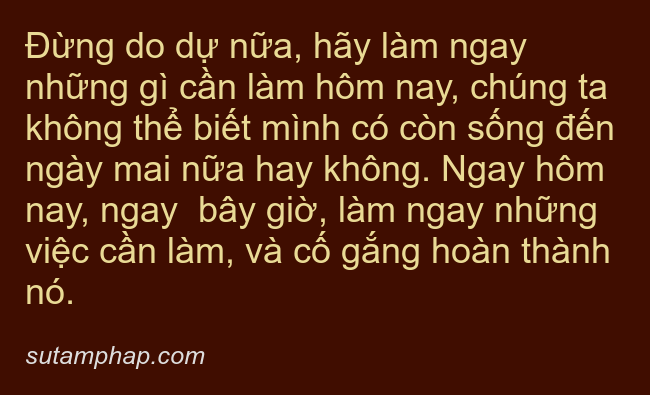 Đừng do dự nữa, hãy làm ngay
những gì cần làm hôm nay, chúng ta
không thể biết mình có còn sống đến
ngày mai nữa hay không. Ngay hôm
nay, ngay  bây giờ, làm ngay những
việc cần làm, và cố gắng hoàn thành
nó.
sutamphap.com